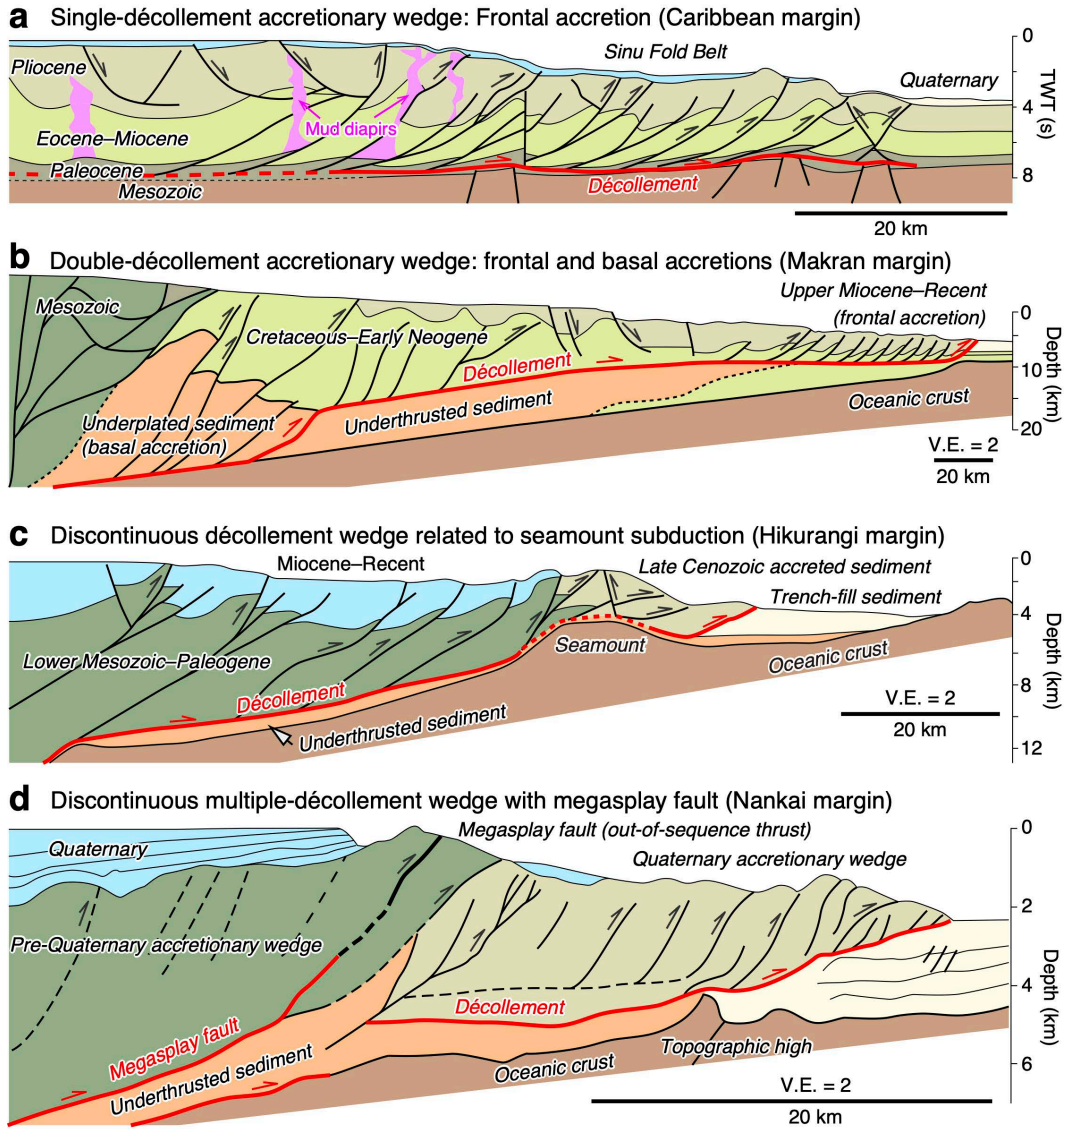 a Single-décollement accretionary wedge: Frontal accretion (Caribbean margin)
0
Sinu Fold Belt
Pliocene
Quaternary
TWT (s)
4
Mud diapirs
Eocene–Miocene
Paleocene
8
Décollement
Mesozoic
20 km
b Double-décollement accretionary wedge: frontal and basal accretions (Makran margin)
Upper Miocene–Recent
(frontal accretion)
Mesozoic
0
Cretaceous–Early Neogene
Décollement
10
Depth (km)
Underthrusted sediment
Oceanic crust
Underplated sediment
(basal accretion)
20
V.E. = 2
20 km
c Discontinuous décollement wedge related to seamount subduction (Hikurangi margin)
0
Miocene–Recent
Late Cenozoic accreted sediment
Trench-fill sediment
4
Seamount
Oceanic crust
Lower Mesozoic–Paleogene
Depth (km)
8
Décollement
V.E. = 2
Underthrusted sediment
20 km
12
d Discontinuous multiple-décollement wedge with megasplay fault (Nankai margin)
0
Megasplay fault (out-of-sequence thrust)
Quaternary
Quaternary accretionary wedge
2
Pre-Quaternary accretionary wedge
4
Depth (km)
Décollement
Megasplay fault
Topographic high
Oceanic crust
6
Underthrusted sediment
V.E. = 2
20 km